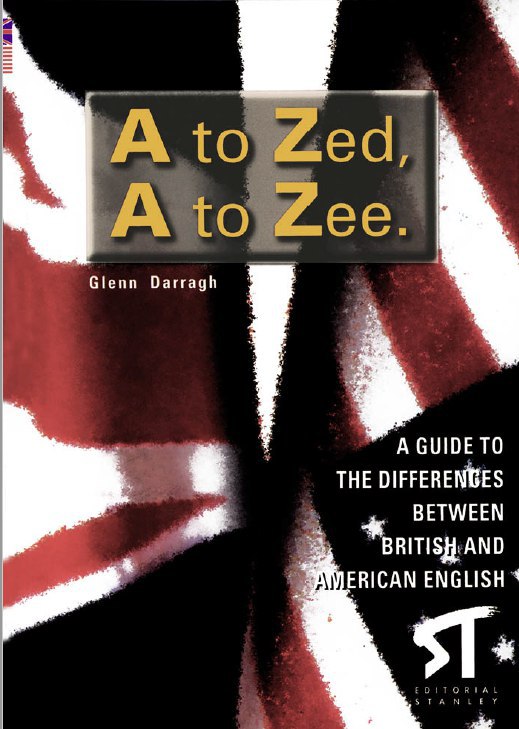 A to Zed,
A to Zee.
Glenn Darragh
A GUIDE TO
THE DIFFERENCES
BETWEEN
BRITISH AND
AMERICAN ENGLISH
ST
EDITORIAL
STANLEY